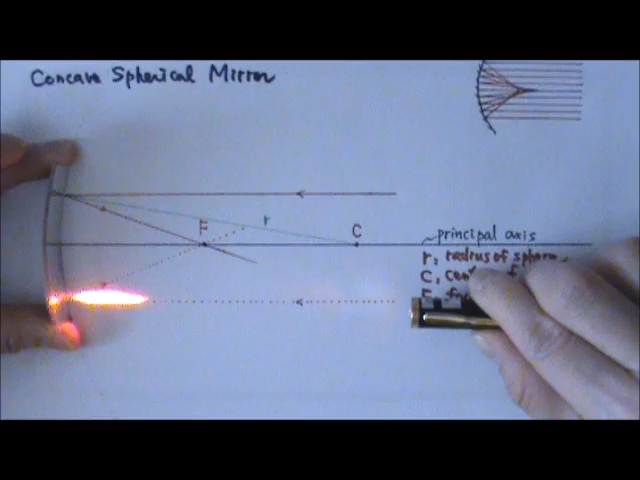 Concave Spherical Mirror
F
r
C
principal axis
r: radius of sphere
C:
F: